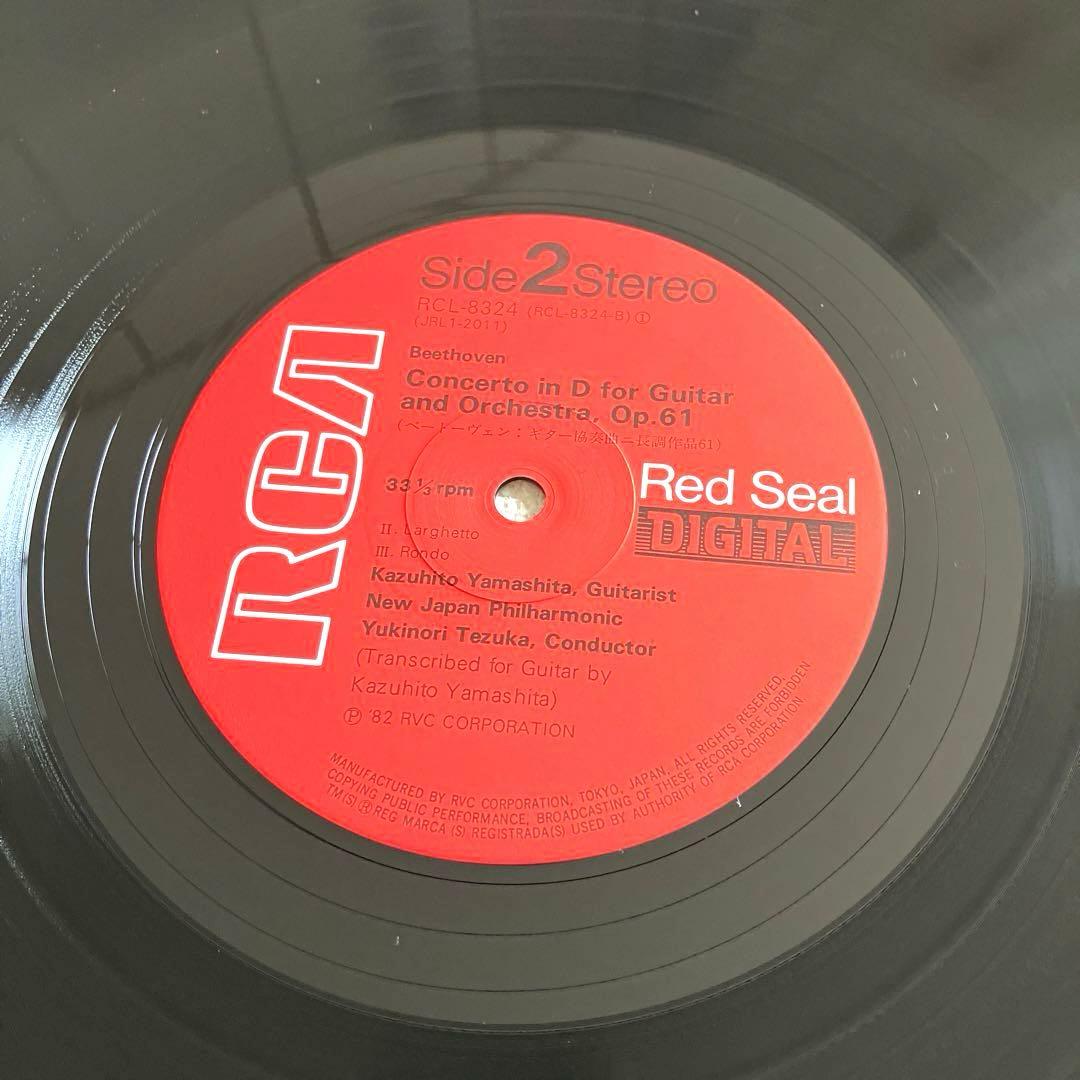 Side 2 Stereo
RCL-8324 (RCL-8324-B) ①
(JRL1-2011)
Beethoven
Concerto in D for Guitar
and Orchestra, Op.61
(ベートーヴェン：ギター協奏曲ニ長調作品61)
33⅓ rpm
II. Larghetto
III. Rondo
Kazuhito Yamashita, Guitarist
New Japan Philharmonic
Yukinori Tezuka, Conductor
(Transcribed for Guitar by
Kazuhito Yamashita)
Ⓟ '82 RVC CORPORATION
RCA
Red Seal
DIGITAL
MANUFACTURED BY RVC CORPORATION, TOKYO, JAPAN, ALL RIGHTS RESERVED.
COPYING PUBLIC PERFORMANCE, BROADCASTING OF THESE RECORDS ARE FORBIDDEN
TM(S) ® REG MARCA (S) REGISTRADA(S) USED BY AUTHORITY OF RCA CORPORATION